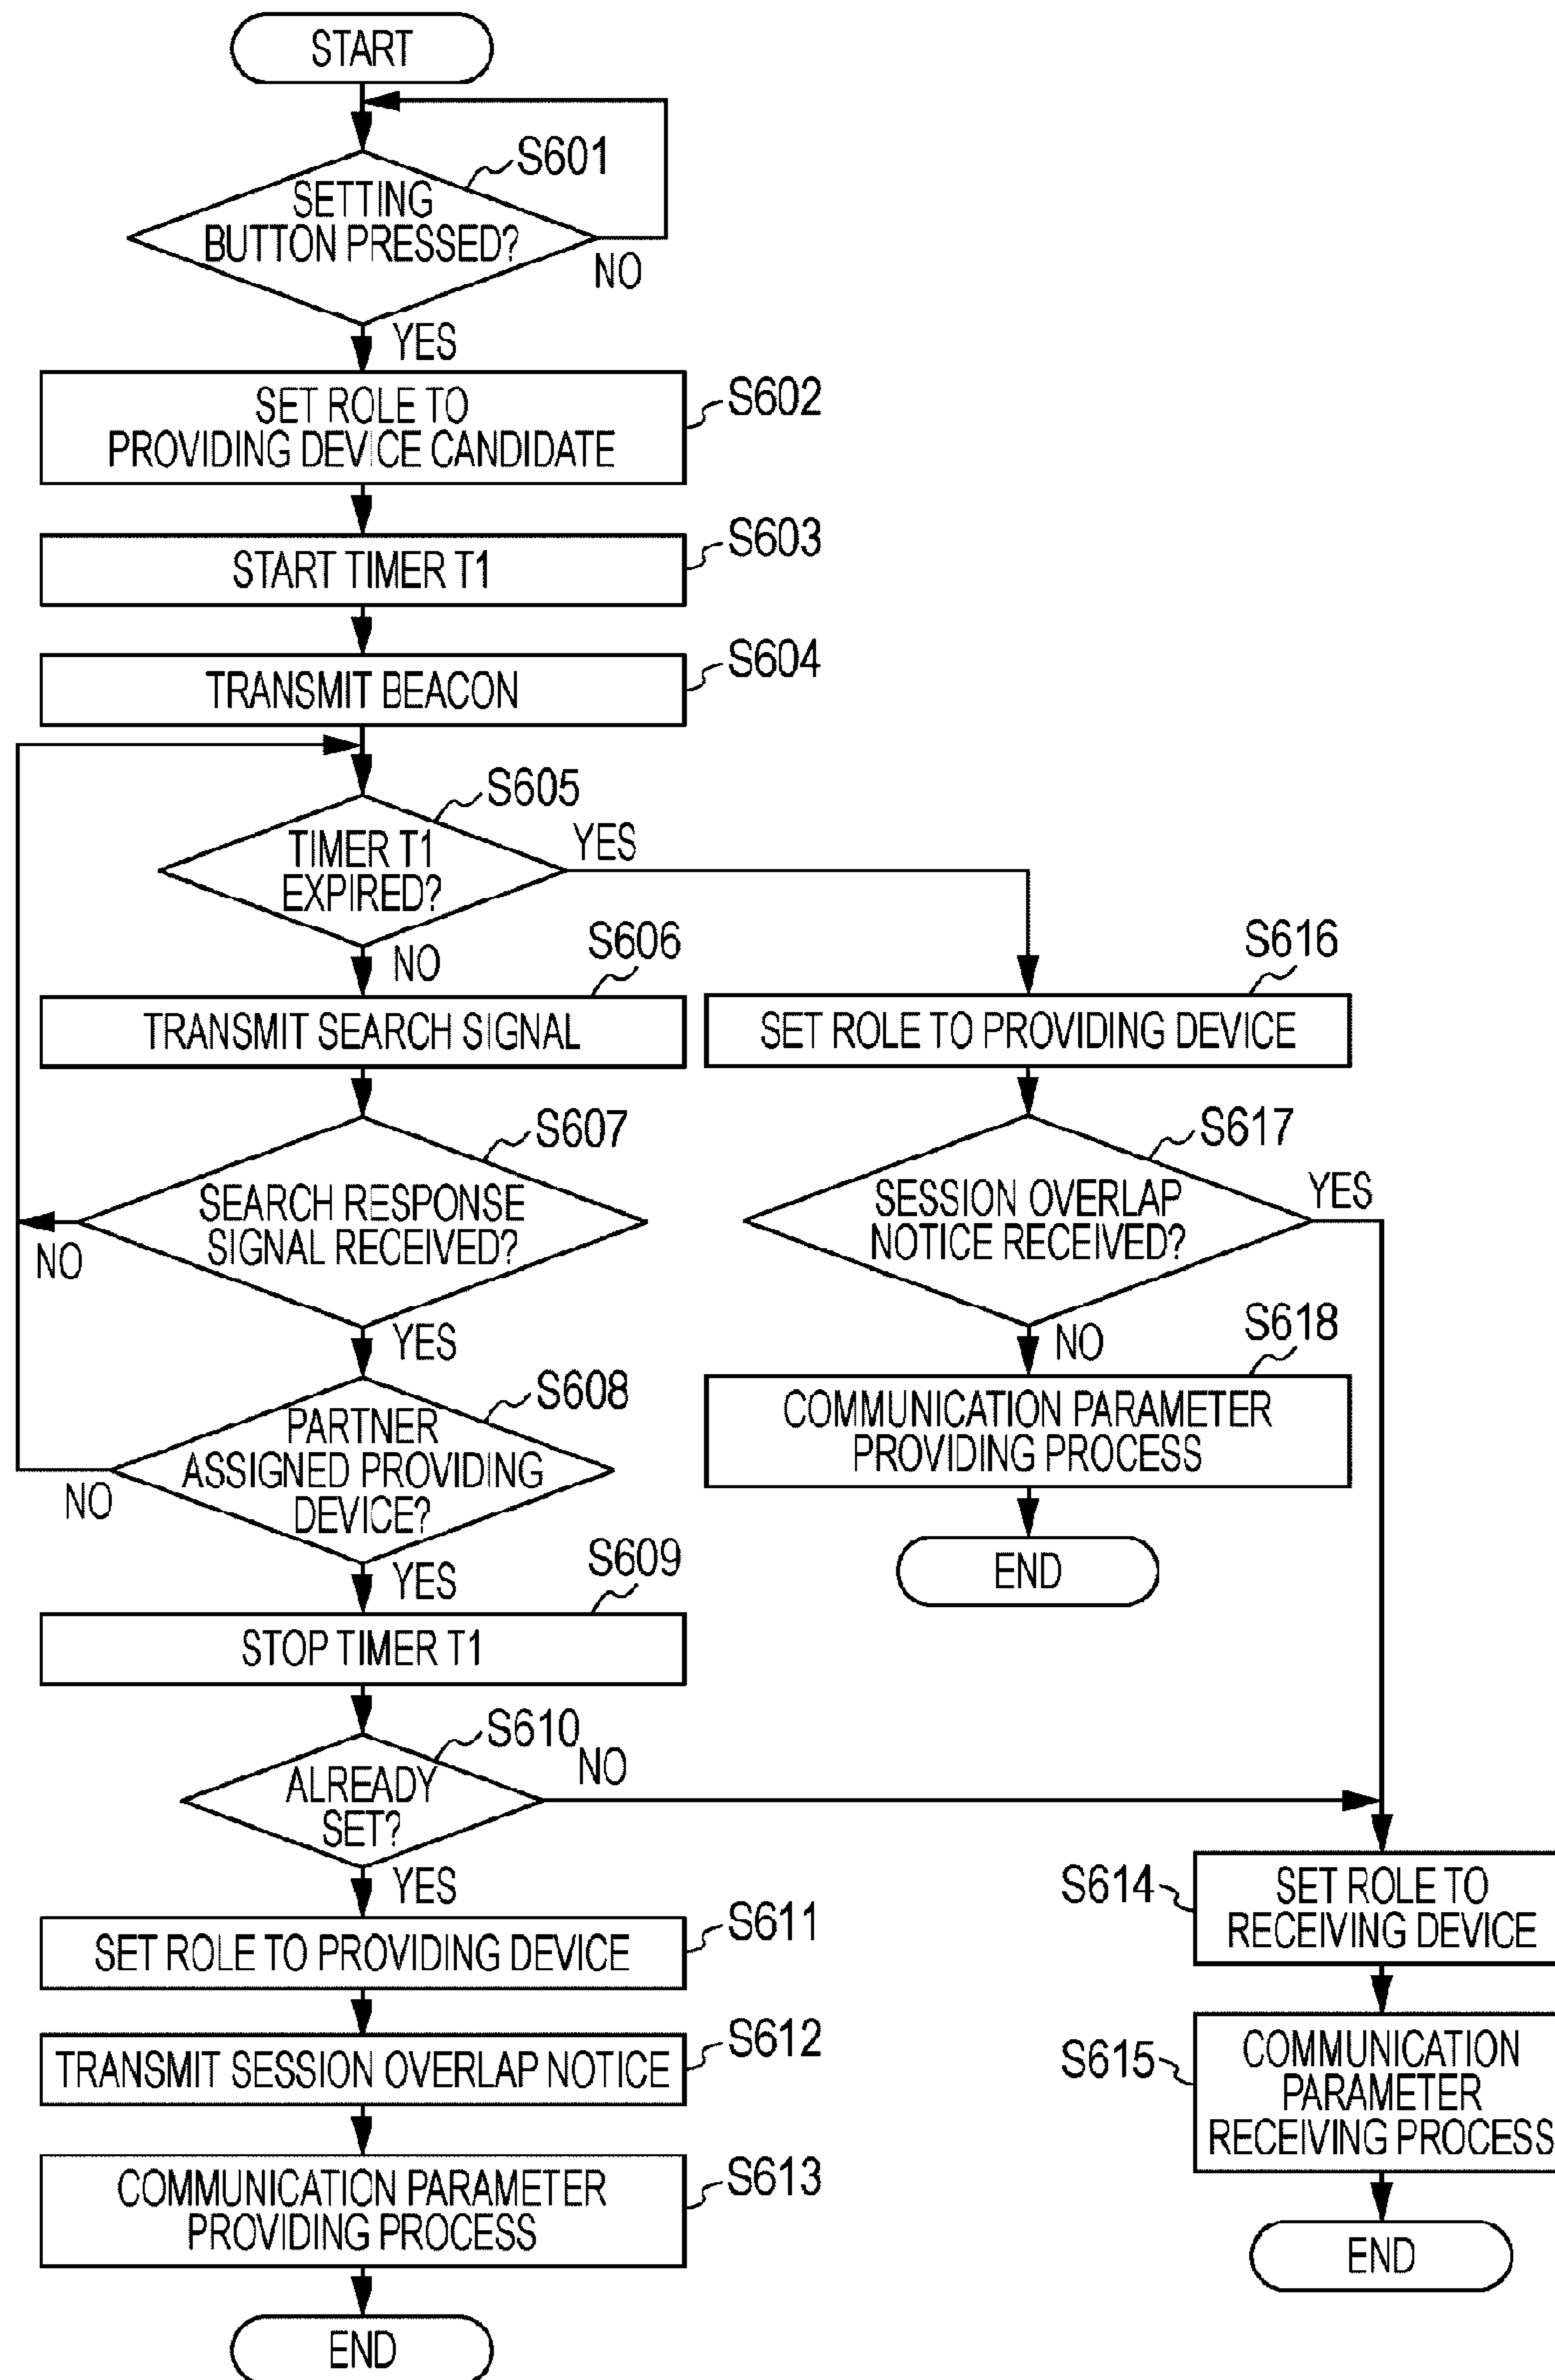 START
S601
SETTING
BUTTON PRESSED?
NO
YES
SET ROLE TO
PROVIDING DEVICE CANDIDATE
S602
START TIMER T1
S603
TRANSMIT BEACON
S604
S605
TIMER T1
EXPIRED?
YES
NO
S606
TRANSMIT SEARCH SIGNAL
S616
SET ROLE TO PROVIDING DEVICE
S607
SEARCH RESPONSE
SIGNAL RECEIVED?
NO
YES
S617
SESSION OVERLAP
NOTICE RECEIVED?
YES
NO
S618
COMMUNICATION PARAMETER
PROVIDING PROCESS
END
S608
PARTNER
ASSIGNED PROVIDING
DEVICE?
NO
YES
S609
STOP TIMER T1
S610
ALREADY
SET?
NO
YES
S611
SET ROLE TO PROVIDING DEVICE
S612
TRANSMIT SESSION OVERLAP NOTICE
S613
COMMUNICATION PARAMETER
PROVIDING PROCESS
END
S614
SET ROLE TO
RECEIVING DEVICE
S615
COMMUNICATION
PARAMETER
RECEIVING PROCESS
END